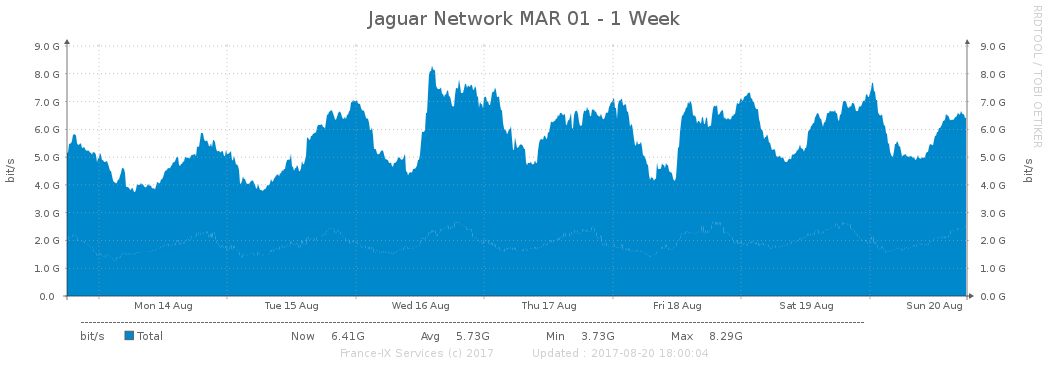 Jaguar Network MAR 01 - 1 Week
RRDTOOL / TOBI OETIKER
9.0 G 9.0 G
8.0 G 8.0 G
7.0 G 7.0 G
6.0 G 6.0 G
5.0 G 5.0 G
4.0 G 4.0 G
3.0 G 3.0 G
2.0 G 2.0 G
1.0 G 1.0 G
0.0 0.0 G
bit/s bit/s
Mon 14 Aug Tue 15 Aug Wed 16 Aug Thu 17 Aug Fri 18 Aug Sat 19 Aug Sun 20 Aug
bit/s Total Now 6.41G Avg 5.73G Min 3.73G Max 8.29G
France-IX Services (c) 2017 Updated : 2017-08-20 18:00:04